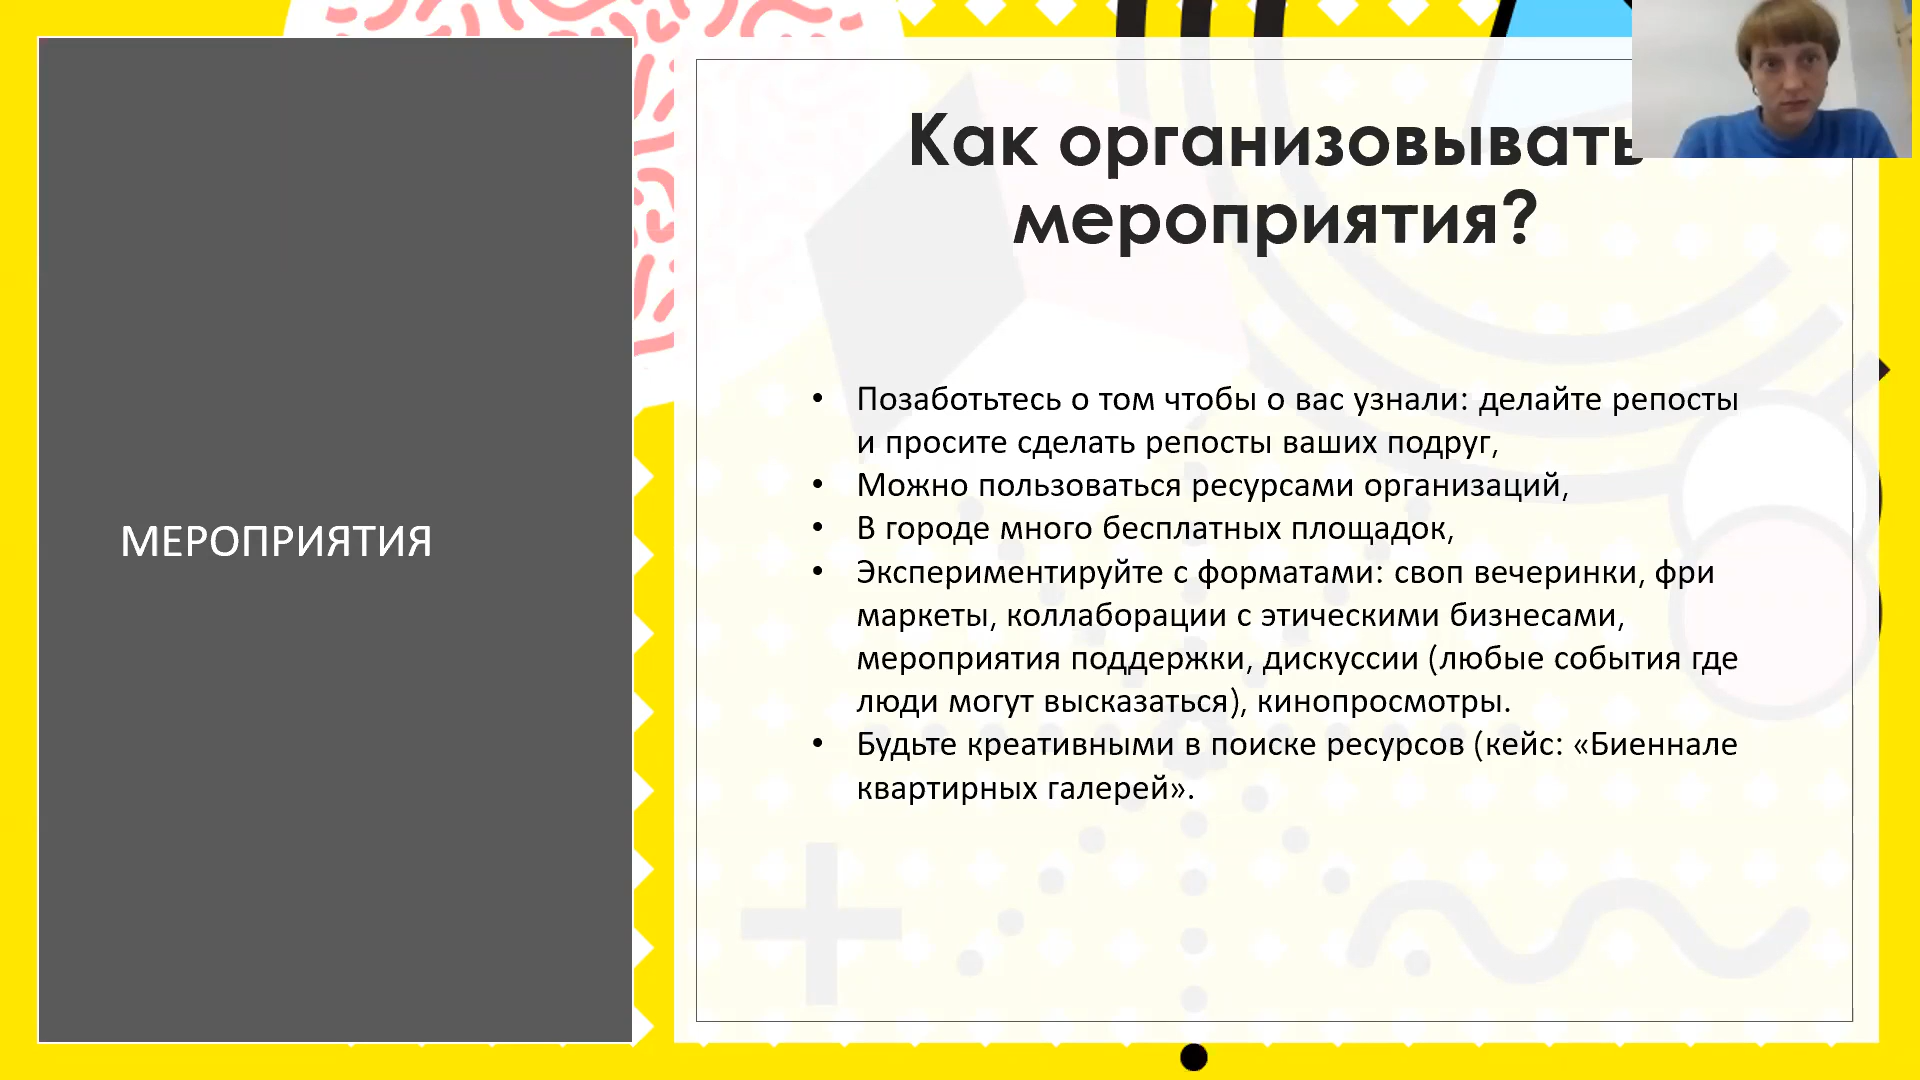 МЕРОПРИЯТИЯ
Как организовывать
мероприятия?
• Позаботьтесь о том чтобы о вас узнали: делайте репосты
и просите сделать репосты ваших подруг,
• Можно пользоваться ресурсами организаций,
• В городе много бесплатных площадок,
• Экспериментируйте с форматами: своп вечеринки, фри
маркеты, коллаборации с этическими бизнесами,
мероприятия поддержки, дискуссии (любые события где
люди могут высказаться), кинопросмотры.
• Будьте креативными в поиске ресурсов (кейс: «Биеннале
квартирных галерей».